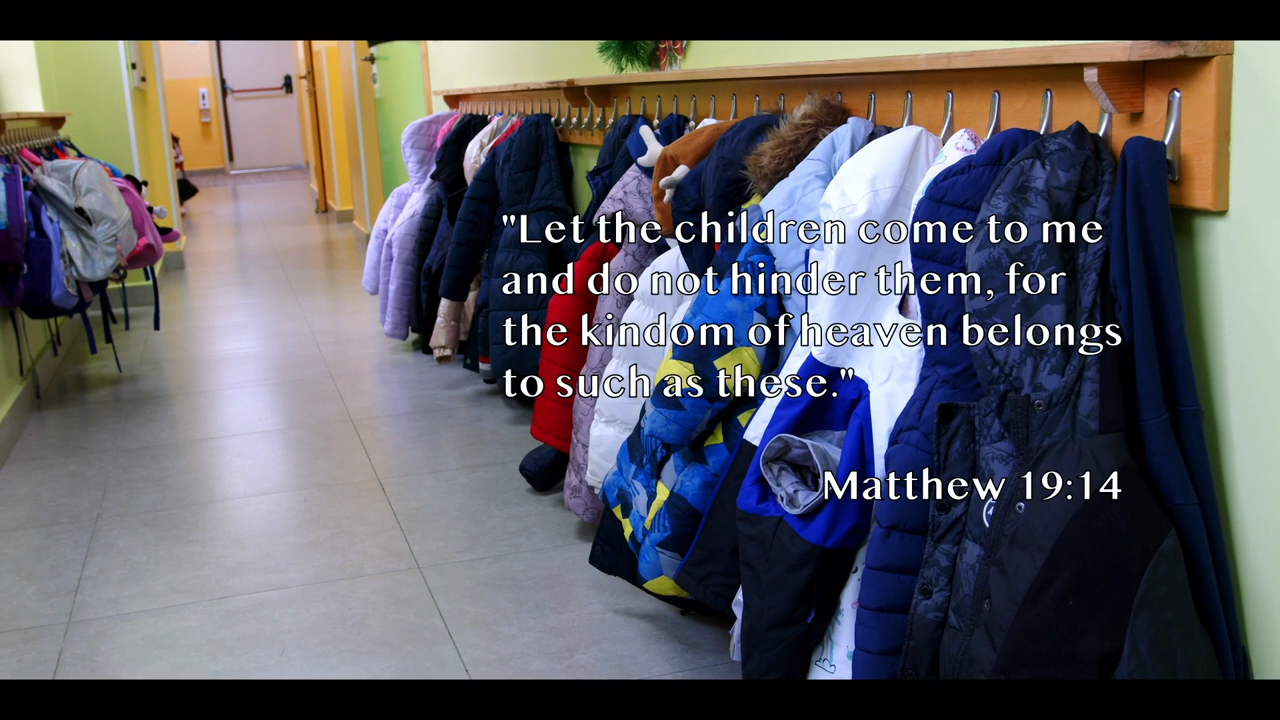 "Let the children come to me
and do not hinder them, for
the kindom of heaven belongs
to such as these."
Matthew 19:14